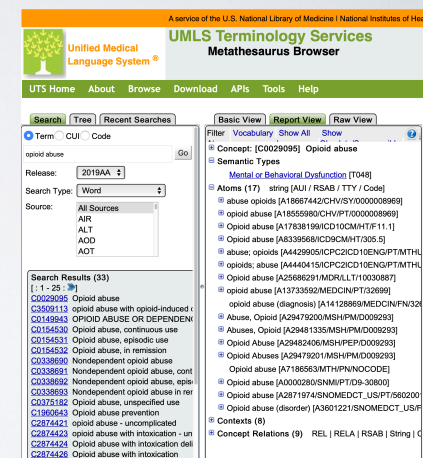 A service of the U.S. National Library of Medicine | National Institutes of
Unified Medical
Language System ®
UMLS Terminology Services
Metathesaurus Browser
UTS Home About Browse Download APIs Tools Help
Search Tree Recent Searches
Term CUI Code
opioid abuse Go
Release: 2019AA
Search Type: Word
Source: All Sources
AIR
ALT
AOD
AOT
Search Results (33)
[ : 1 - 25 : ]
C0029095 Opioid abuse
C3509113 opioid abuse with opioid-induced
C0149943 OPIOID ABUSE OR DEPENDEN
C0154530 Opioid abuse, continuous use
C0154531 Opioid abuse, episodic use
C0154532 Opioid abuse, in remission
C0338690 Nondependent opioid abuse
C0338691 Nondependent opioid abuse, cont
C0338692 Nondependent opioid abuse, epis
C0338693 Nondependent opioid abuse in rer
C0375182 Opioid abuse, unspecified use
C1960643 Opioid abuse prevention
C2874421 opioid abuse - uncomplicated
C2874423 opioid abuse with intoxication - un
C2874424 opioid abuse with intoxication deli
C2874426 Opioid abuse with intoxication
Basic View Report View Raw View
Filter Vocabulary Show All Show
Concept: [C0029095] Opioid abuse
Semantic Types
Mental or Behavioral Dysfunction [T048]
Atoms (17) string [AUI / RSAB / TTY / Code]
abuse opioids [A18667442/CHV/SY/0000008969]
opioid abuse [A18555980/CHV/PT/0000008969]
Opioid abuse [A17838199/ICD10CM/HT/F11.1]
Opioid abuse [A8339568/ICD9CM/HT/305.5]
abuse; opioids [A4429905/ICPC2ICD10ENG/PT/MTHU
opioids; abuse [A4440415/ICPC2ICD10ENG/PT/MTHU
Opioid abuse [A25686291/MDR/LLT/10030887]
opioid abuse [A13733592/MEDCIN/PT/32699]
opioid abuse (diagnosis) [A14128869/MEDCIN/FN/326
Abuse, Opioid [A29479200/MSH/PM/D009293]
Abuses, Opioid [A29481335/MSH/PM/D009293]
Opioid Abuse [A29482406/MSH/PEP/D009293]
Opioid Abuses [A29479201/MSH/PM/D009293]
Opioid abuse [A7186563/MTH/PN/NOCODE]
Opioid abuse [A0000280/SNMI/PT/D9-30800]
Opioid abuse [A2871974/SNOMEDCT_US/PT/5602001
Opioid abuse (disorder) [A3601221/SNOMEDCT_US/F
Contexts (8)
Concept Relations (9) REL | RELA | RSAB | String | C